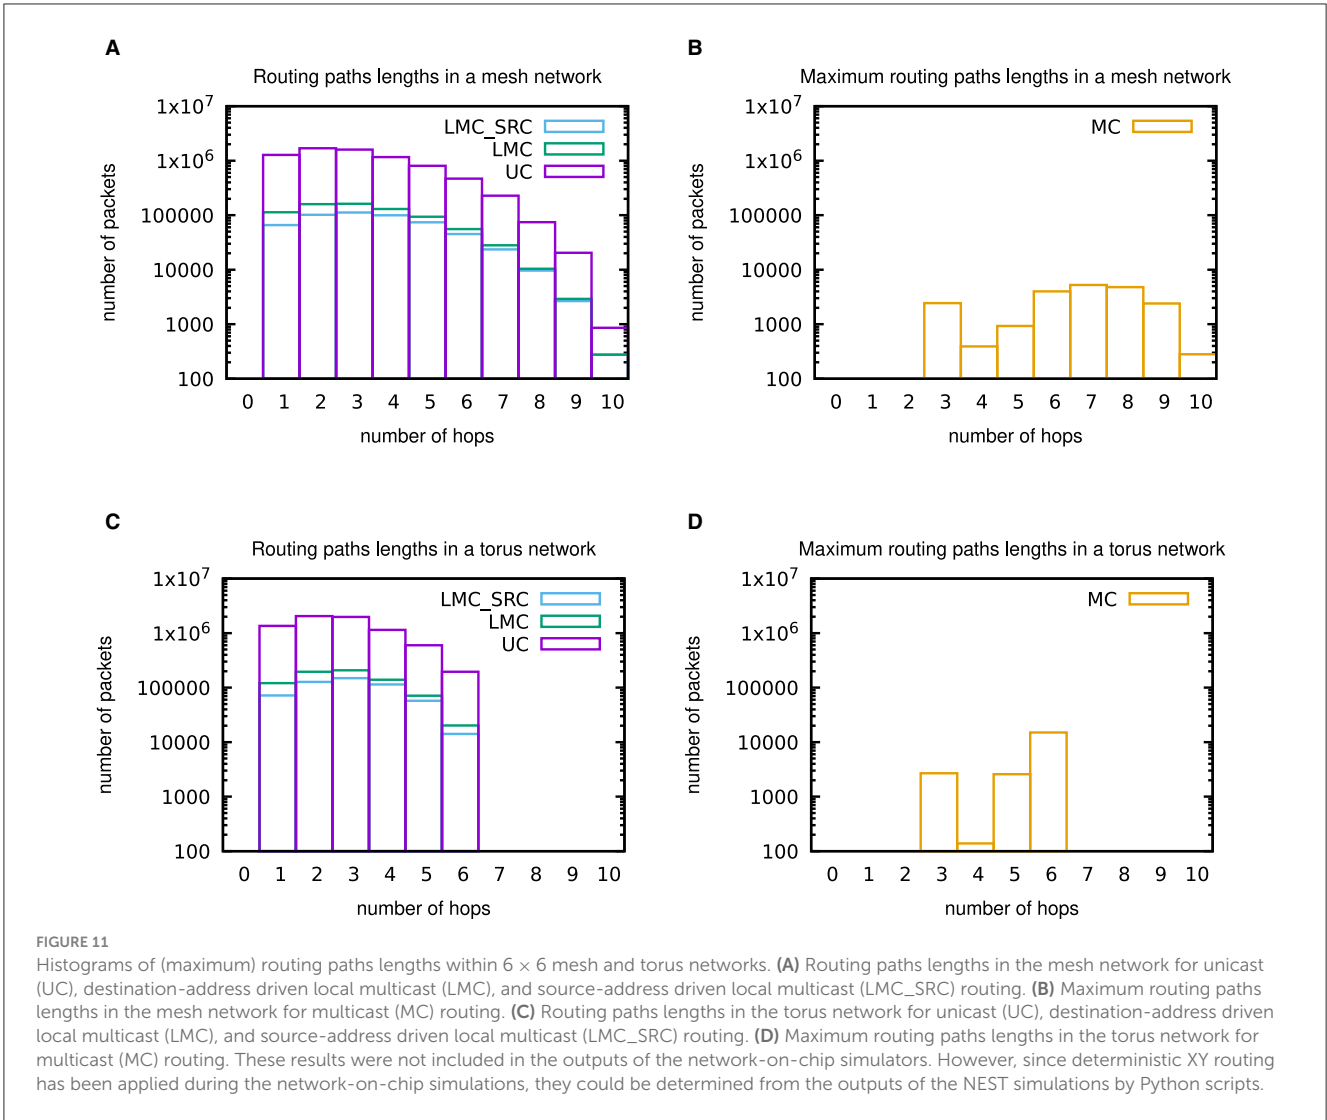 A
Routing paths lengths in a mesh network
1x10^7
1x10^6
100000
10000
1000
100
number of packets
LMC_SRC
LMC
UC
0 1 2 3 4 5 6 7 8 9 10
number of hops
B
Maximum routing paths lengths in a mesh network
1x10^7
1x10^6
100000
10000
1000
100
number of packets
MC
0 1 2 3 4 5 6 7 8 9 10
number of hops
C
Routing paths lengths in a torus network
1x10^7
1x10^6
100000
10000
1000
100
number of packets
LMC_SRC
LMC
UC
0 1 2 3 4 5 6 7 8 9 10
number of hops
D
Maximum routing paths lengths in a torus network
1x10^7
1x10^6
100000
10000
1000
100
number of packets
MC
0 1 2 3 4 5 6 7 8 9 10
number of hops
FIGURE 11
Histograms of (maximum) routing paths lengths within 6 × 6 mesh and torus networks. (A) Routing paths lengths in the mesh network for unicast
(UC), destination-address driven local multicast (LMC), and source-address driven local multicast (LMC_SRC) routing. (B) Maximum routing paths
lengths in the mesh network for multicast (MC) routing. (C) Routing paths lengths in the torus network for unicast (UC), destination-address driven
local multicast (LMC), and source-address driven local multicast (LMC_SRC) routing. (D) Maximum routing paths lengths in the torus network for
multicast (MC) routing. These results were not included in the outputs of the network-on-chip simulators. However, since deterministic XY routing
has been applied during the network-on-chip simulations, they could be determined from the outputs of the NEST simulations by Python scripts.